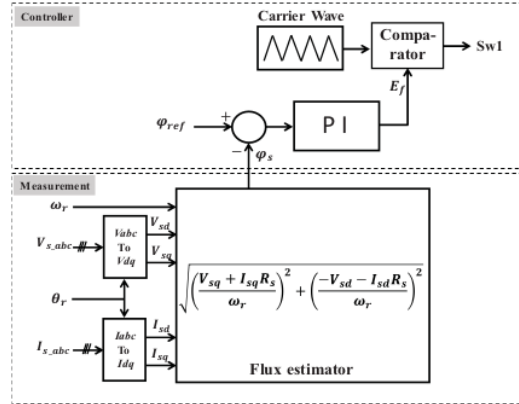 Controller
Carrier Wave
Compa-
rator
Sw1
E_f
φ_ref
+
−
PI
φ_s
Measurement
ω_r
V_s_abc
Vabc
To
Vdq
V_sd
V_sq
θ_r
I_s_abc
Iabc
To
Idq
I_sd
I_sq
√(((V_sq + I_sq R_s)/ω_r)² + ((−V_sd − I_sd R_s)/ω_r)²)
Flux estimator